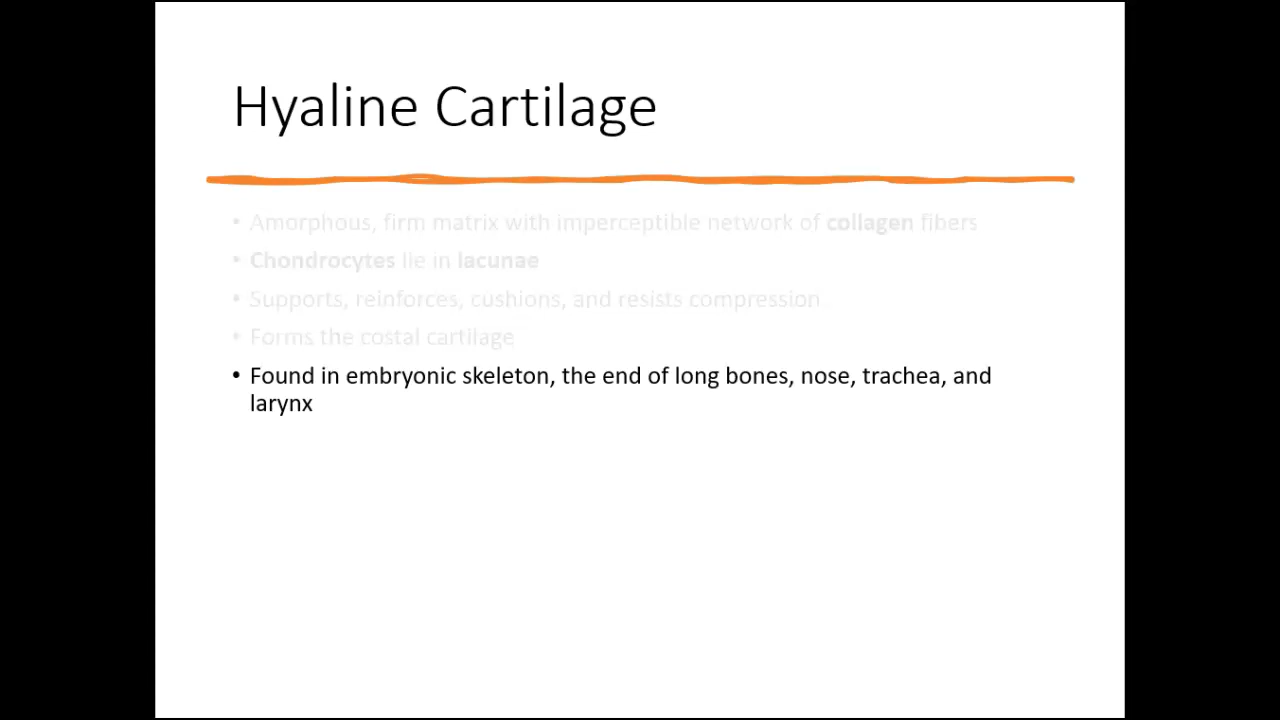 Hyaline Cartilage
• Amorphous, firm matrix with imperceptible network of collagen fibers
• Chondrocytes lie in lacunae
• Supports, reinforces, cushions, and resists compression
• Forms the costal cartilage
• Found in embryonic skeleton, the end of long bones, nose, trachea, and
larynx